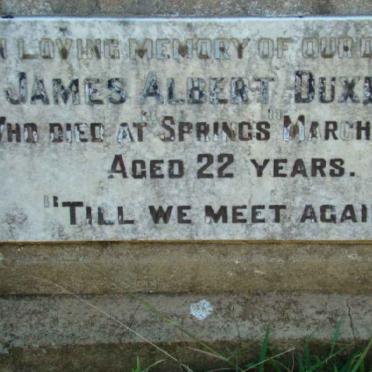 IN LOVING MEMORY OF OUR
JAMES ALBERT
WHO DIED AT "SPRINGS" MARCH
AGED 22 YEARS.
"TILL WE MEET AGAI